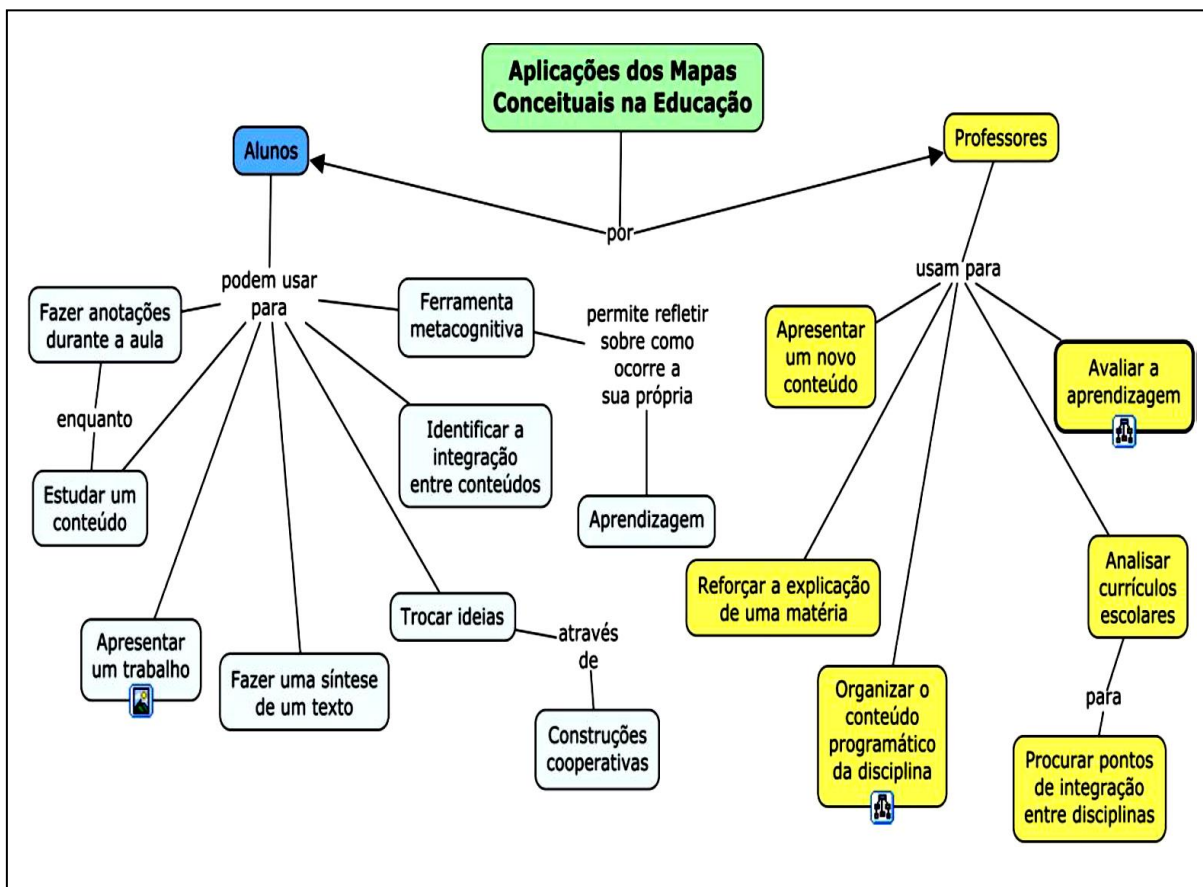 Aplicações dos Mapas
Conceituais na Educação
Alunos
Professores
por
podem usar
para
Fazer anotações
durante a aula
enquanto
Estudar um
conteúdo
Apresentar
um trabalho
Fazer uma síntese
de um texto
Trocar ideias
através
de
Construções
cooperativas
Identificar a
integração
entre conteúdos
Ferramenta
metacognitiva
permite refletir
sobre como
ocorre a
sua própria
Aprendizagem
usam para
Apresentar
um novo
conteúdo
Reforçar a explicação
de uma matéria
Organizar o
conteúdo
programático
da disciplina
Analisar
currículos
escolares
para
Procurar pontos
de integração
entre disciplinas
Avaliar a
aprendizagem